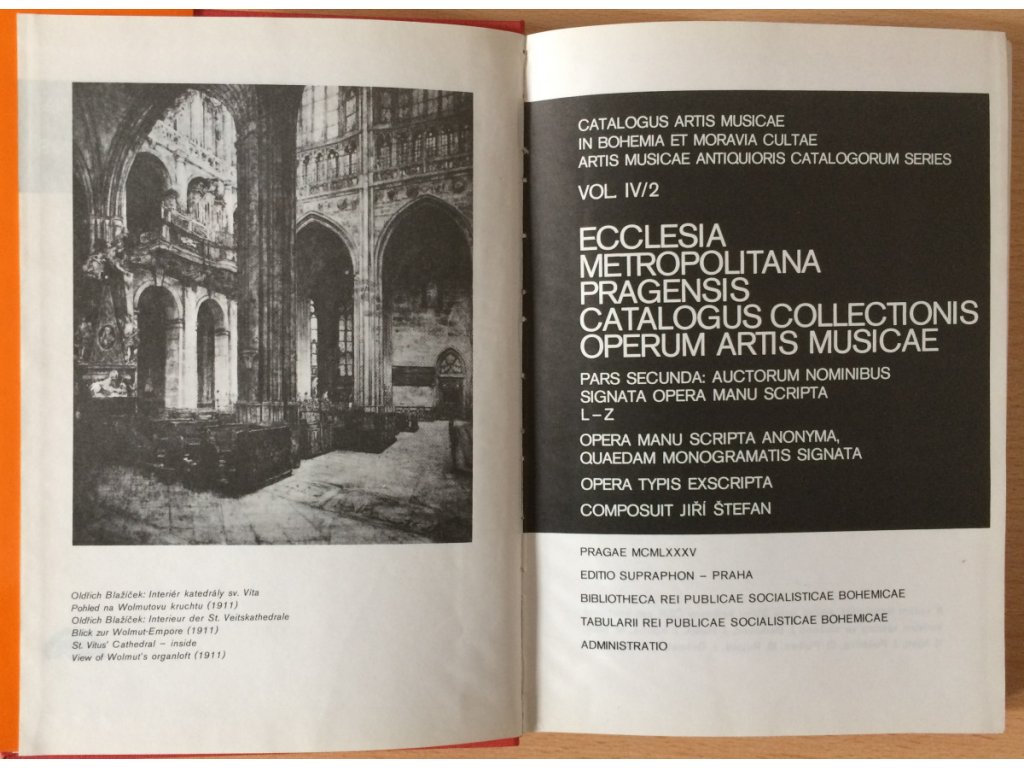 Oldřich Blažíček: Interiér katedrály sv. Víta
Pohled na Wolmutovu kruchtu (1911)
Oldřich Blažíček: Interieur der St. Veitskathedrale
Blick zur Wolmut-Empore (1911)
St. Vitus' Cathedral – inside
View of Wolmut's organloft (1911)
CATALOGUS ARTIS MUSICAE
IN BOHEMIA ET MORAVIA CULTAE
ARTIS MUSICAE ANTIQUIORIS CATALOGORUM SERIES
VOL. IV/2
ECCLESIA
METROPOLITANA
PRAGENSIS
CATALOGUS COLLECTIONIS
OPERUM ARTIS MUSICAE
PARS SECUNDA: AUCTORUM NOMINIBUS
SIGNATA OPERA MANU SCRIPTA
L–Z
OPERA MANU SCRIPTA ANONYMA,
QUAEDAM MONOGRAMATIS SIGNATA
OPERA TYPIS EXSCRIPTA
COMPOSUIT JIŘÍ ŠTEFAN
PRAGAE MCMLXXXV
EDITIO SUPRAPHON – PRAHA
BIBLIOTHECA REI PUBLICAE SOCIALISTICAE BOHEMICAE
TABULARII REI PUBLICAE SOCIALISTICAE BOHEMICAE
ADMINISTRATIO